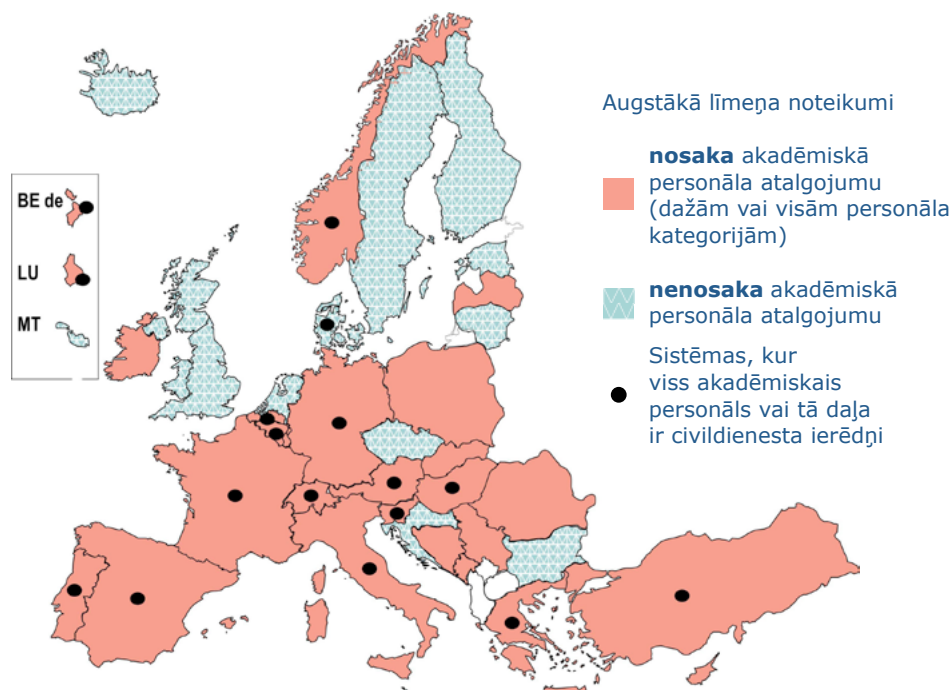 BE de
LU
MT
Augstākā līmeņa noteikumi
nosaka akadēmiskā
personāla atalgojumu
(dažām vai visām personāla
kategorijām)
nenosaka akadēmiskā
personāla atalgojumu
Sistēmas, kur
viss akadēmiskais
personāls vai tā daļa
ir civildienesta ierēdņi